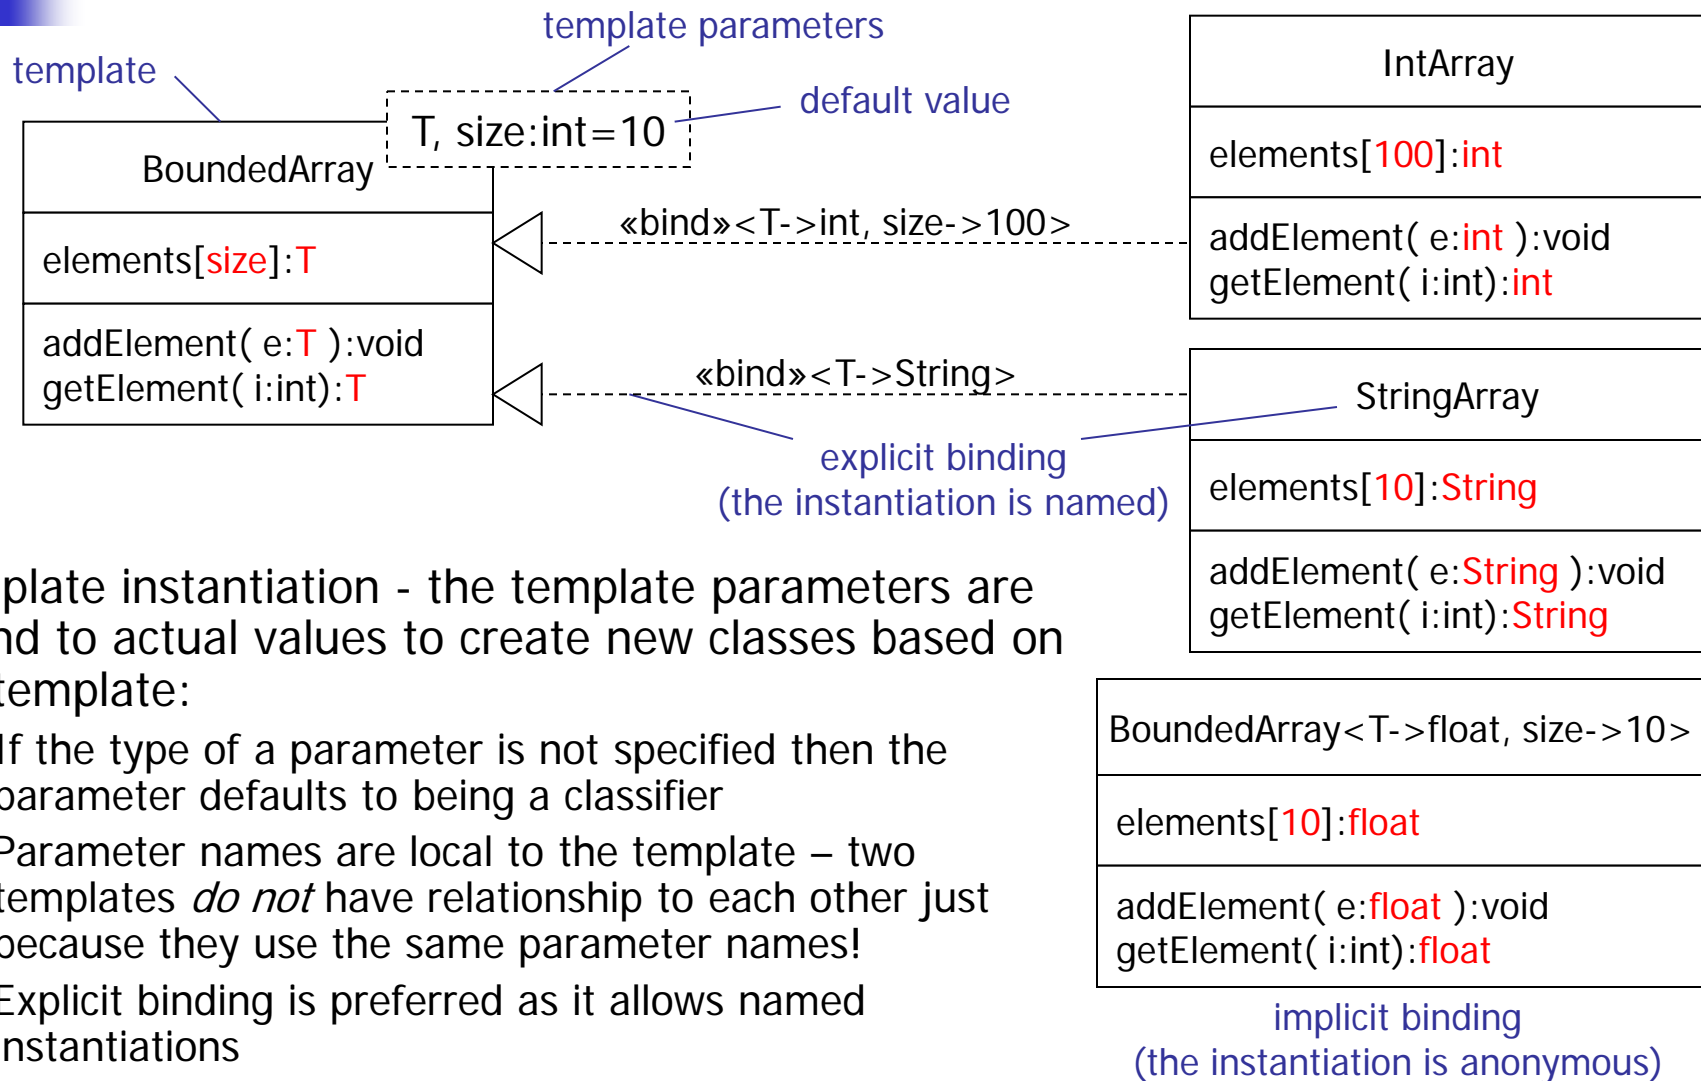 template parameters
template
default value
T, size:int=10
BoundedArray
elements[size]:T
addElement( e:T ):void
getElement( i:int):T
«bind»<T->int, size->100>
«bind»<T->String>
explicit binding
(the instantiation is named)
IntArray
elements[100]:int
addElement( e:int ):void
getElement( i:int):int
StringArray
elements[10]:String
addElement( e:String ):void
getElement( i:int):String
plate instantiation - the template parameters are
nd to actual values to create new classes based on
template:
If the type of a parameter is not specified then the
parameter defaults to being a classifier
Parameter names are local to the template – two
templates do not have relationship to each other just
because they use the same parameter names!
Explicit binding is preferred as it allows named
instantiations
BoundedArray<T->float, size->10>
elements[10]:float
addElement( e:float ):void
getElement( i:int):float
implicit binding
(the instantiation is anonymous)